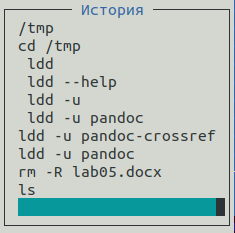 История
/tmp
cd /tmp
ldd
ldd --help
ldd -u
ldd -u pandoc
ldd -u pandoc-crossref
ldd -u pandoc
rm -R lab05.docx
ls